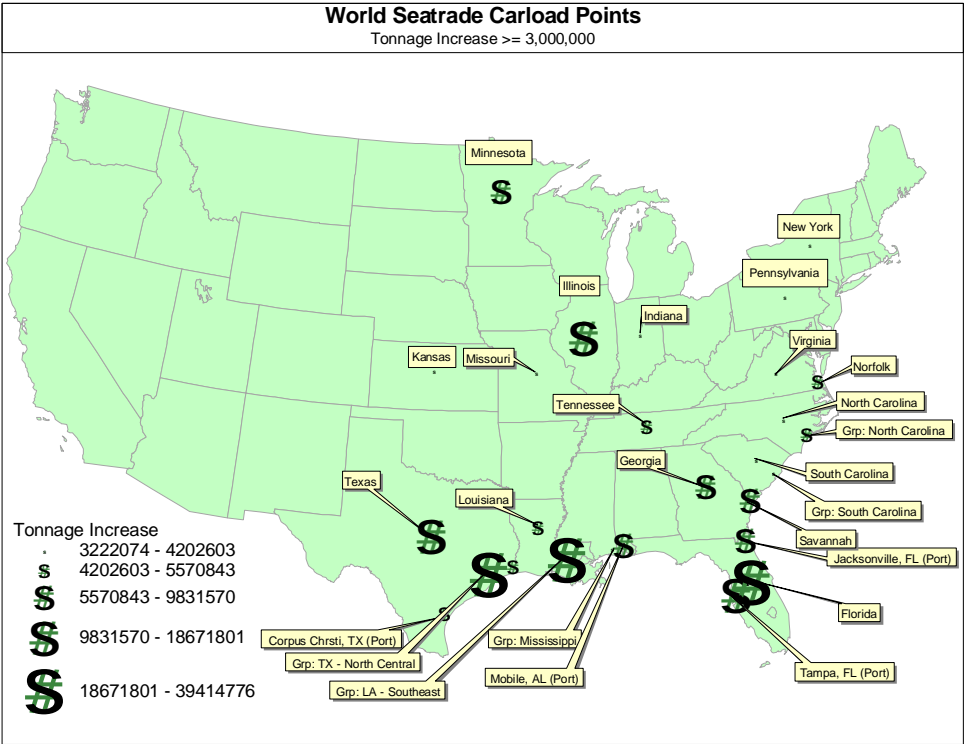 World Seatrade Carload Points
Tonnage Increase >= 3,000,000
Minnesota
New York
Pennsylvania
Illinois
Indiana
Virginia
Kansas
Missouri
Norfolk
Tennessee
North Carolina
Grp: North Carolina
Georgia
South Carolina
Texas
Louisiana
Grp: South Carolina
Savannah
Jacksonville, FL (Port)
Florida
Corpus Chrsti, TX (Port)
Grp: Mississippi
Grp: TX - North Central
Tampa, FL (Port)
Mobile, AL (Port)
Grp: LA - Southeast
Tonnage Increase
3222074 - 4202603
4202603 - 5570843
5570843 - 9831570
9831570 - 18671801
18671801 - 39414776